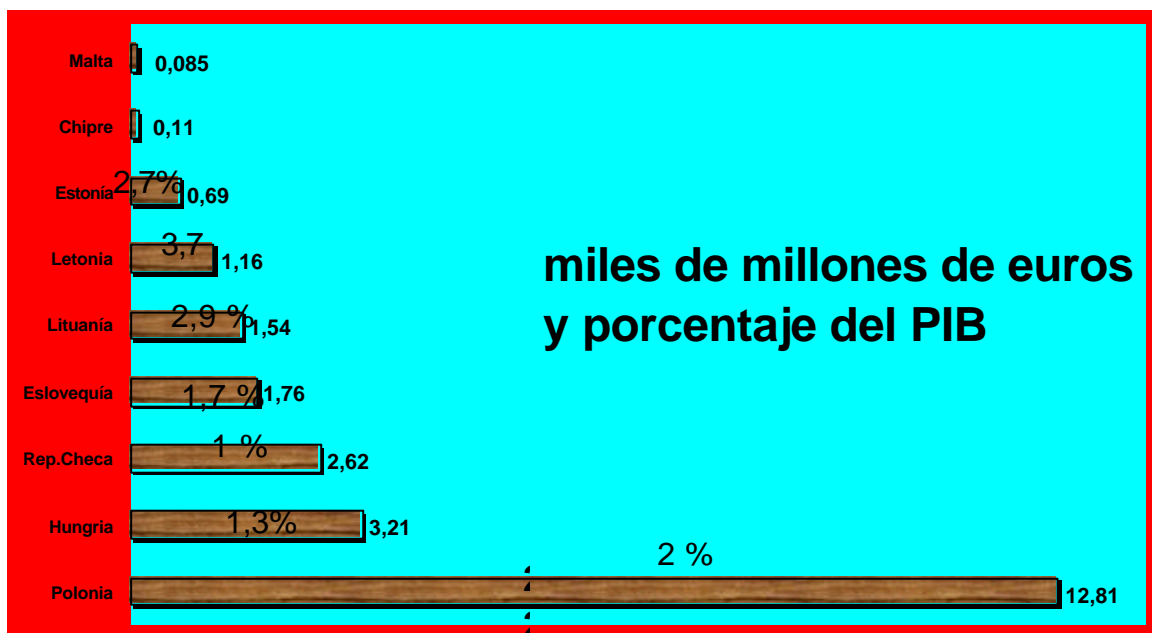 Malta 0,085
Chipre 0,11
Estonía 2,7% 0,69
Letonia 3,7 1,16
miles de millones de euros
y porcentaje del PIB
Lituanía 2,9 % 1,54
Eslovequía 1,7 % 1,76
Rep.Checa 1 % 2,62
Hungria 1,3% 3,21
2 %
Polonia 12,81